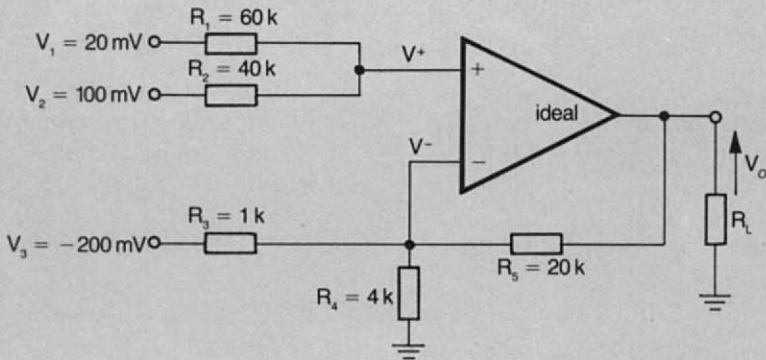 R₁ = 60 k
V₁ = 20 mV
R₂ = 40 k
V₂ = 100 mV
V⁺
+
ideal
V⁻
−
Vₒ
R₃ = 1 k
V₃ = −200 mV
R_L
R₅ = 20 k
R₄ = 4 k